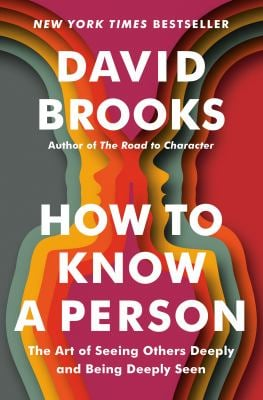 NEW YORK TIMES BESTSELLER
DAVID
BROOKS
Author of The Road to Character
HOW TO
KNOW
A PERSON
The Art of Seeing Others Deeply
and Being Deeply Seen